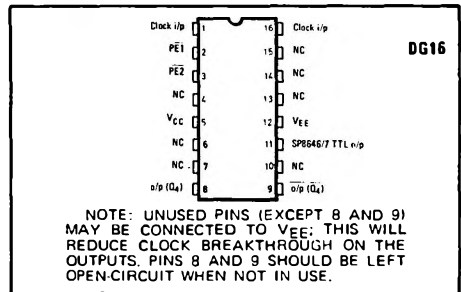 Clock i/p 1 16 Clock i/p
DG16
PE1 2 15 NC
PE2 3 14 NC
NC 4 13 NC
VCC 5 12 VEE
NC 6 11 SP8646/7 TTL o/p
NC 7 10 NC
o/p (Q4) 8 9 o/p (Q4)
NOTE: UNUSED PINS (EXCEPT 8 AND 9)
MAY BE CONNECTED TO VEE; THIS WILL
REDUCE CLOCK BREAKTHROUGH ON THE
OUTPUTS. PINS 8 AND 9 SHOULD BE LEFT
OPEN-CIRCUIT WHEN NOT IN USE.